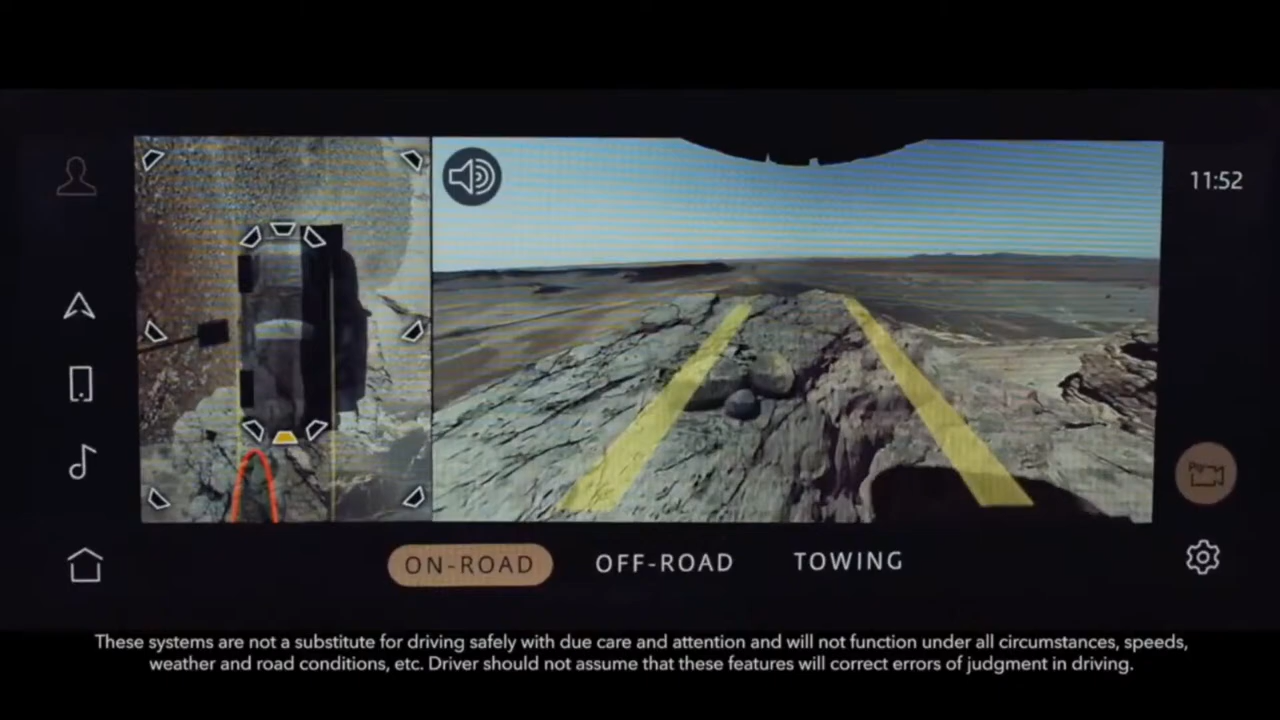 11:52
ON-ROAD
OFF-ROAD
TOWING
These systems are not a substitute for driving safely with due care and attention and will not function under all circumstances, speeds,
weather and road conditions, etc. Driver should not assume that these features will correct errors of judgment in driving.